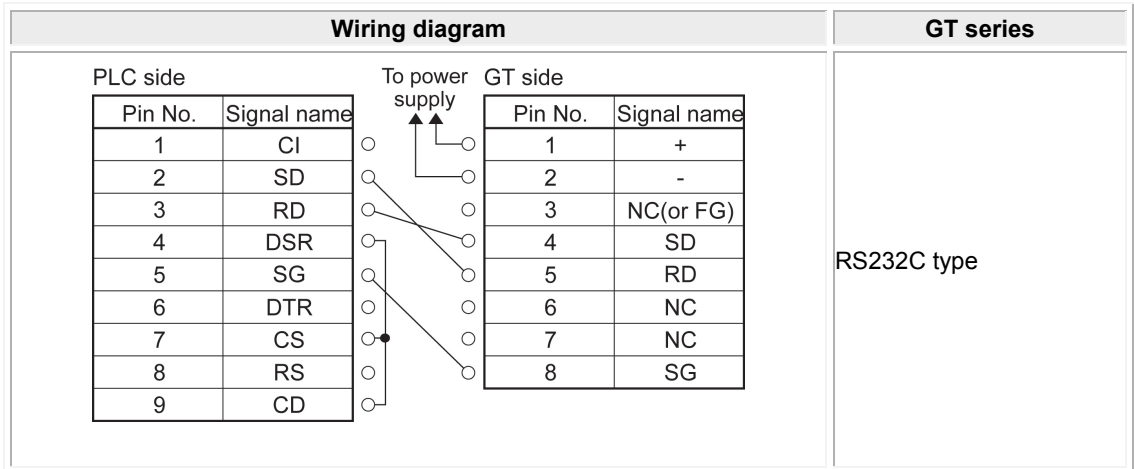 Wiring diagram GT series
PLC side To power supply GT side
Pin No. Signal name Pin No. Signal name
1 CI 1 +
2 SD 2 -
3 RD 3 NC(or FG)
4 DSR 4 SD
5 SG 5 RD
6 DTR 6 NC
7 CS 7 NC
8 RS 8 SG
9 CD
RS232C type